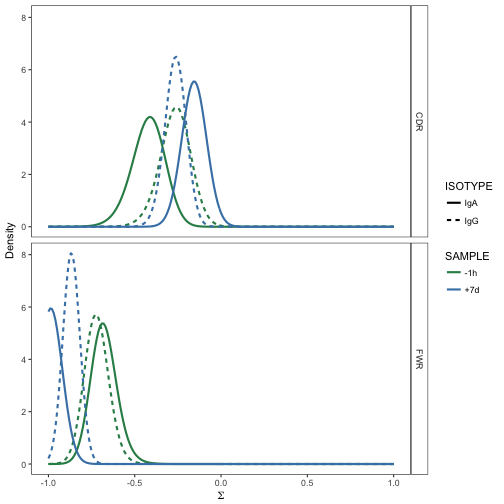 8
6
4
2
0
CDR
Density
8
6
4
2
0
FWR
-1.0 -0.5 0.0 0.5 1.0
Σ
ISOTYPE
IgA
IgG
SAMPLE
-1h
+7d